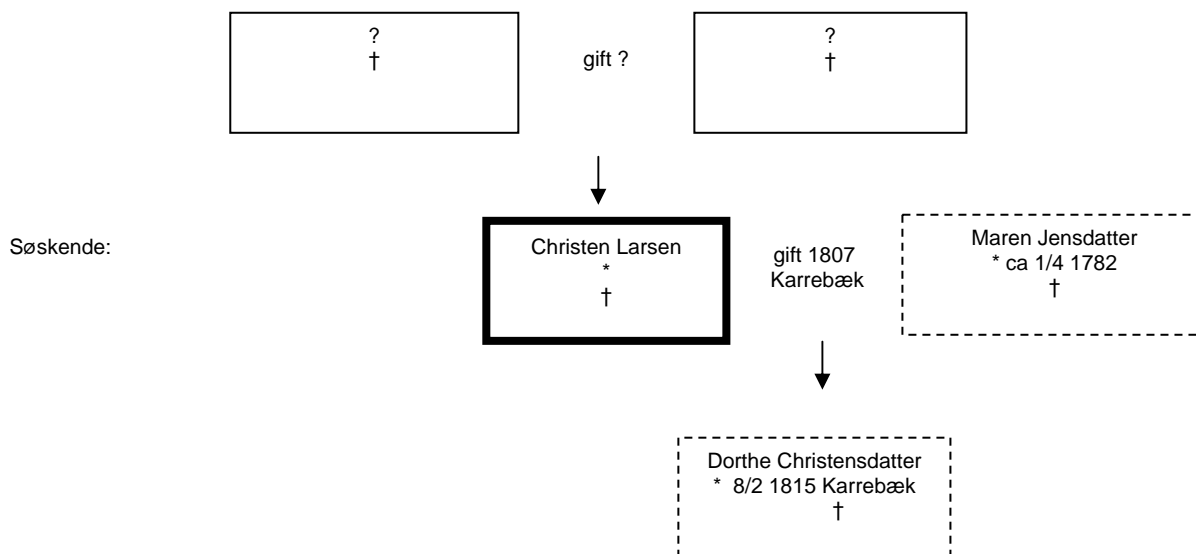 ?
†
gift ?
?
†
Søskende:
Christen Larsen
*
†
gift 1807
Karrebæk
Maren Jensdatter
* ca 1/4 1782
†
Dorthe Christensdatter
* 8/2 1815 Karrebæk
†